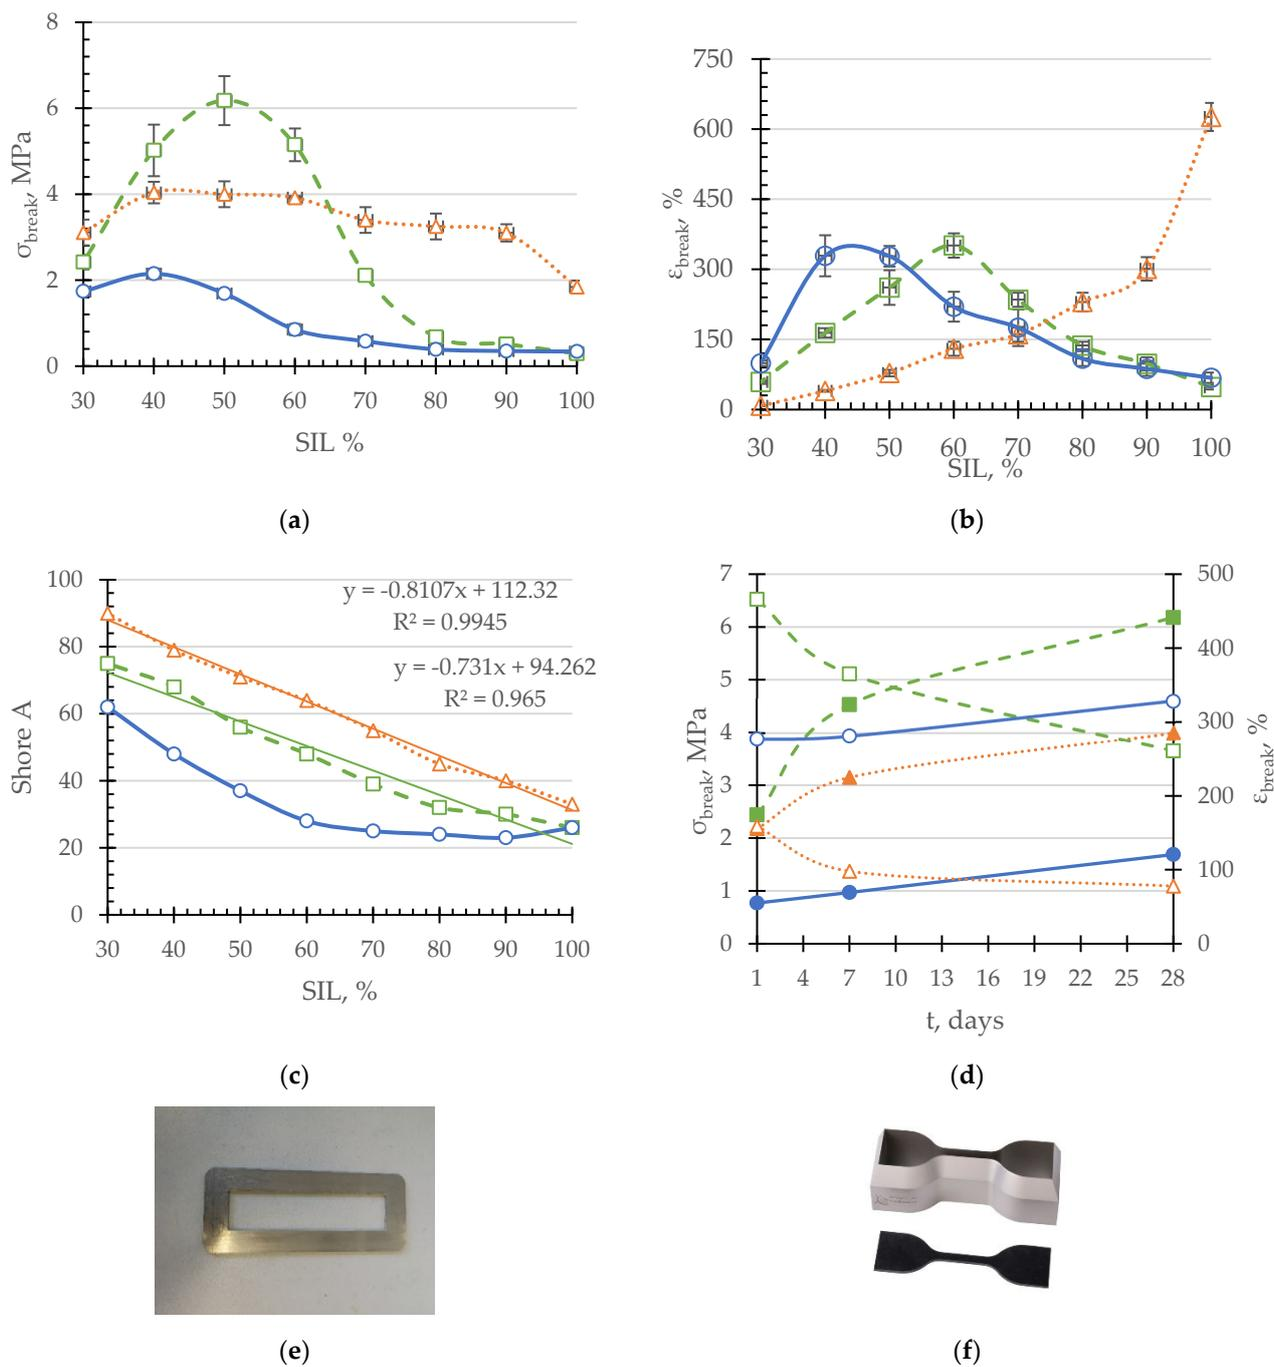 8
6
4
2
0
σbreak, MPa
30 40 50 60 70 80 90 100
SIL %
(a)
750
600
450
300
150
0
εbreak, %
30 40 50 60 70 80 90 100
SIL, %
(b)
100
80
60
40
20
0
Shore A
y = -0.8107x + 112.32
R² = 0.9945
y = -0.731x + 94.262
R² = 0.965
30 40 50 60 70 80 90 100
SIL, %
(c)
7
6
5
4
3
2
1
0
σbreak, MPa
500
400
300
200
100
0
εbreak, %
1 4 7 10 13 16 19 22 25 28
t, days
(d)
(e)
(f)